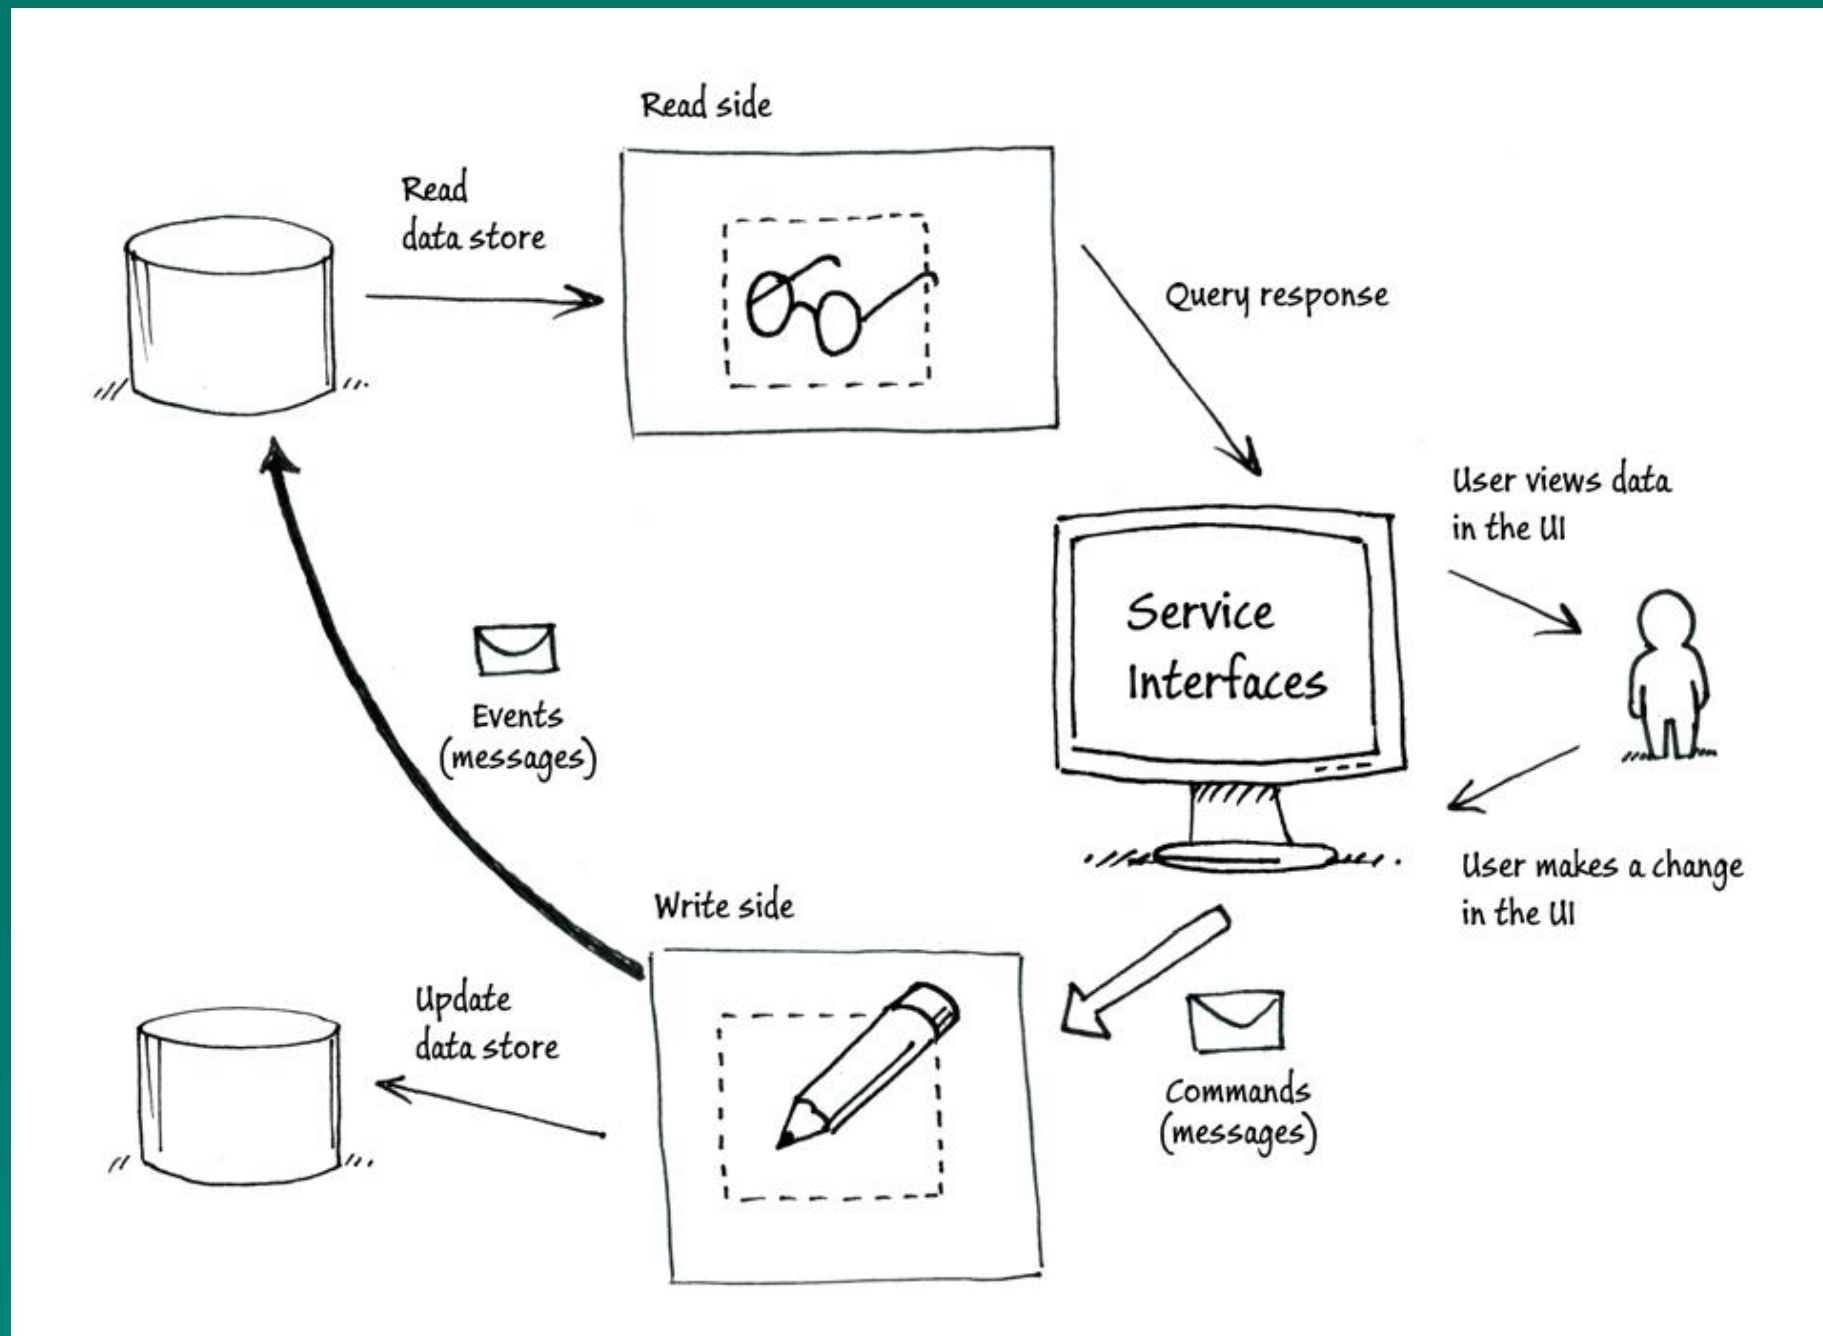 Read side
Read
data store
Query response
User views data
in the UI
Service
Interfaces
Events
(messages)
User makes a change
in the UI
Write side
Update
data store
Commands
(messages)